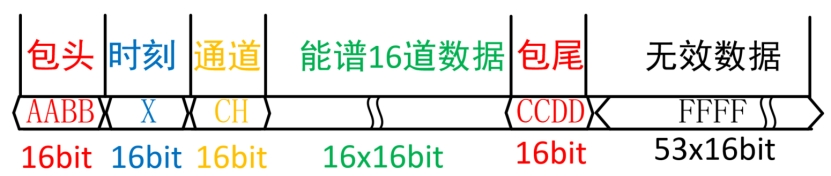 包头 时刻 通道 能谱16道数据 包尾 无效数据
AABB X CH CCDD FFFF
16bit 16bit 16bit 16x16bit 16bit 53x16bit